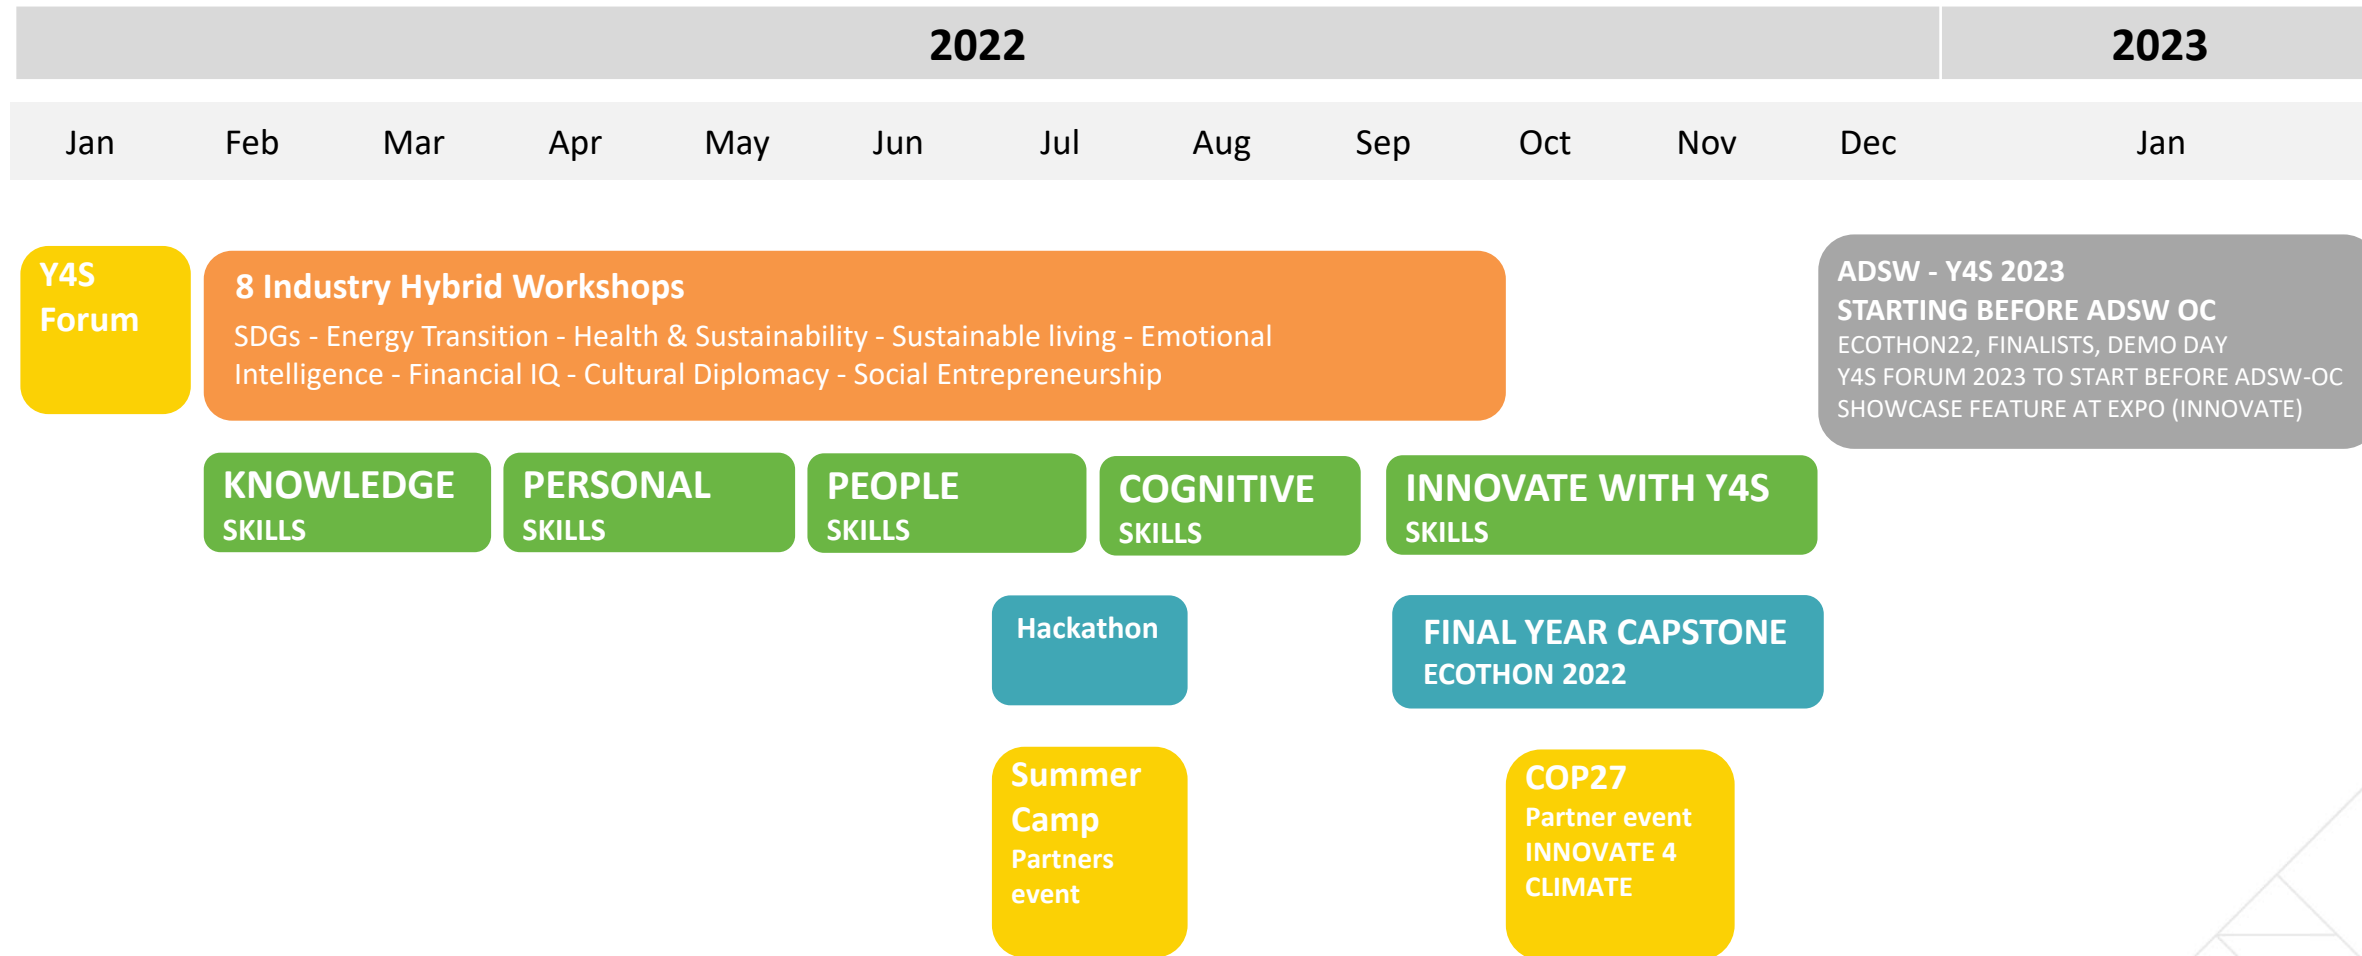 2022
2023
Jan Feb Mar Apr May Jun Jul Aug Sep Oct Nov Dec Jan
Y4S
Forum
8 Industry Hybrid Workshops
SDGs - Energy Transition - Health & Sustainability - Sustainable living - Emotional
Intelligence - Financial IQ - Cultural Diplomacy - Social Entrepreneurship
ADSW - Y4S 2023
STARTING BEFORE ADSW OC
ECOTHON22, FINALISTS, DEMO DAY
Y4S FORUM 2023 TO START BEFORE ADSW-OC
SHOWCASE FEATURE AT EXPO (INNOVATE)
KNOWLEDGE
SKILLS
PERSONAL
SKILLS
PEOPLE
SKILLS
COGNITIVE
SKILLS
INNOVATE WITH Y4S
SKILLS
Hackathon
FINAL YEAR CAPSTONE
ECOTHON 2022
Summer
Camp
Partners
event
COP27
Partner event
INNOVATE 4
CLIMATE